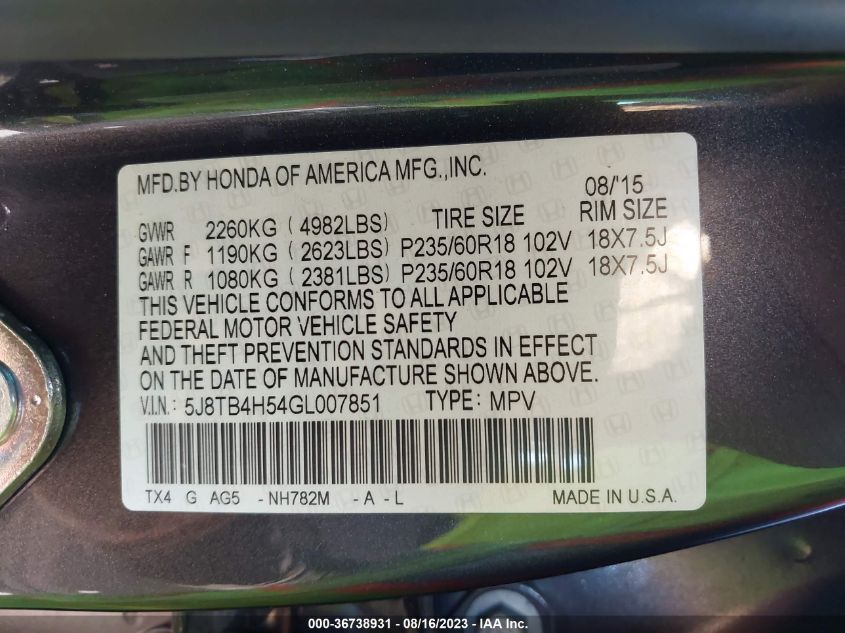 MFD.BY HONDA OF AMERICA MFG.,INC.
08/'15
GVWR 2260KG ( 4982LBS) TIRE SIZE RIM SIZE
GAWR F 1190KG ( 2623LBS) P235/60R18 102V 18X7.5J
GAWR R 1080KG ( 2381LBS) P235/60R18 102V 18X7.5J
THIS VEHICLE CONFORMS TO ALL APPLICABLE
FEDERAL MOTOR VEHICLE SAFETY
AND THEFT PREVENTION STANDARDS IN EFFECT
ON THE DATE OF MANUFACTURE SHOWN ABOVE.
V.I.N: 5J8TB4H54GL007851 TYPE: MPV
TX4 G AG5 -NH782M -A -L MADE IN U.S.A.
000-36738931 - 08/16/2023 - IAA Inc.